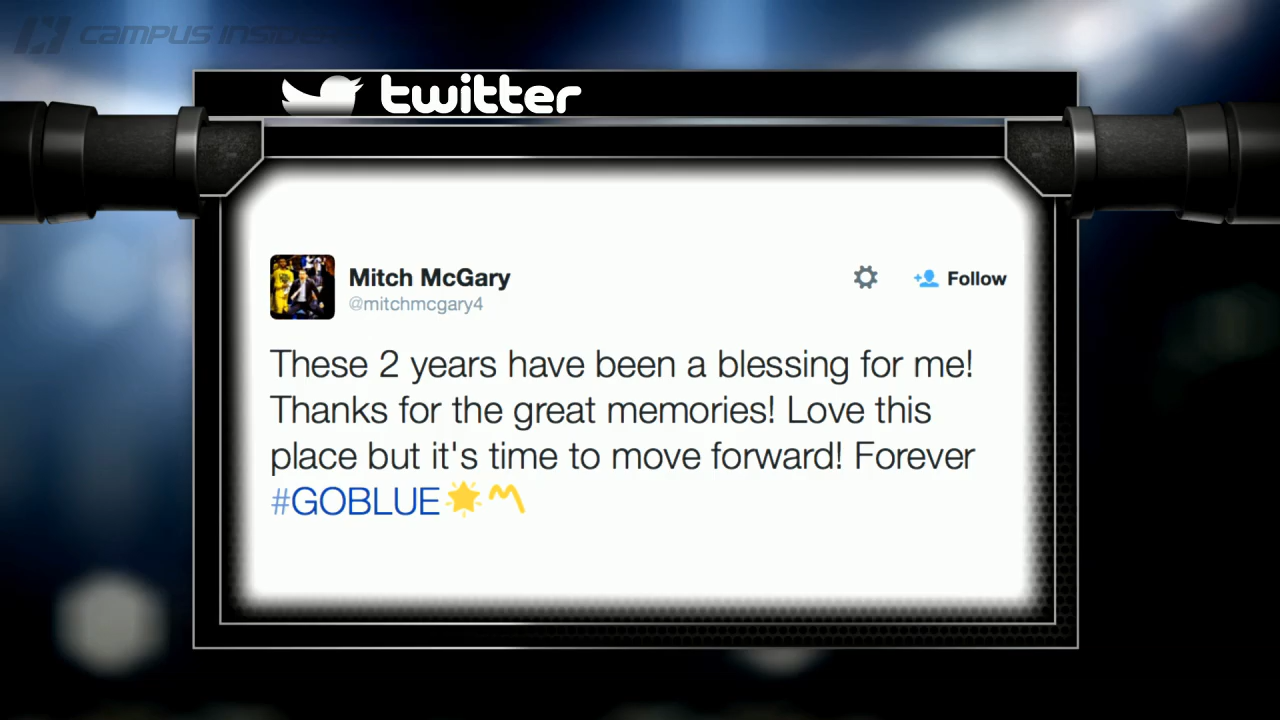 CAMPUS INSIDER
twitter
Mitch McGary
@mitchmcgary4
Follow
These 2 years have been a blessing for me!
Thanks for the great memories! Love this
place but it's time to move forward! Forever
#GOBLUE🌟〽️